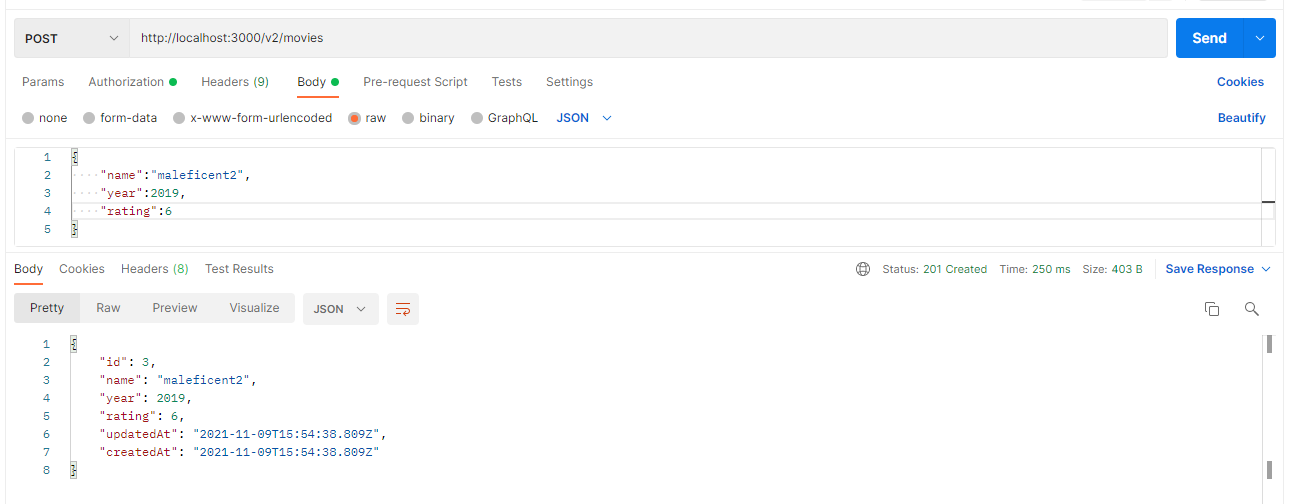 POST http://localhost:3000/v2/movies Send
Params Authorization Headers (9) Body Pre-request Script Tests Settings Cookies
none form-data x-www-form-urlencoded raw binary GraphQL JSON Beautify
1 {
2 "name":"maleficent2",
3 "year":2019,
4 "rating":6
5 }
Body Cookies Headers (8) Test Results Status: 201 Created Time: 250 ms Size: 403 B Save Response
Pretty Raw Preview Visualize JSON
1 {
2 "id": 3,
3 "name": "maleficent2",
4 "year": 2019,
5 "rating": 6,
6 "updatedAt": "2021-11-09T15:54:38.809Z",
7 "createdAt": "2021-11-09T15:54:38.809Z"
8 }